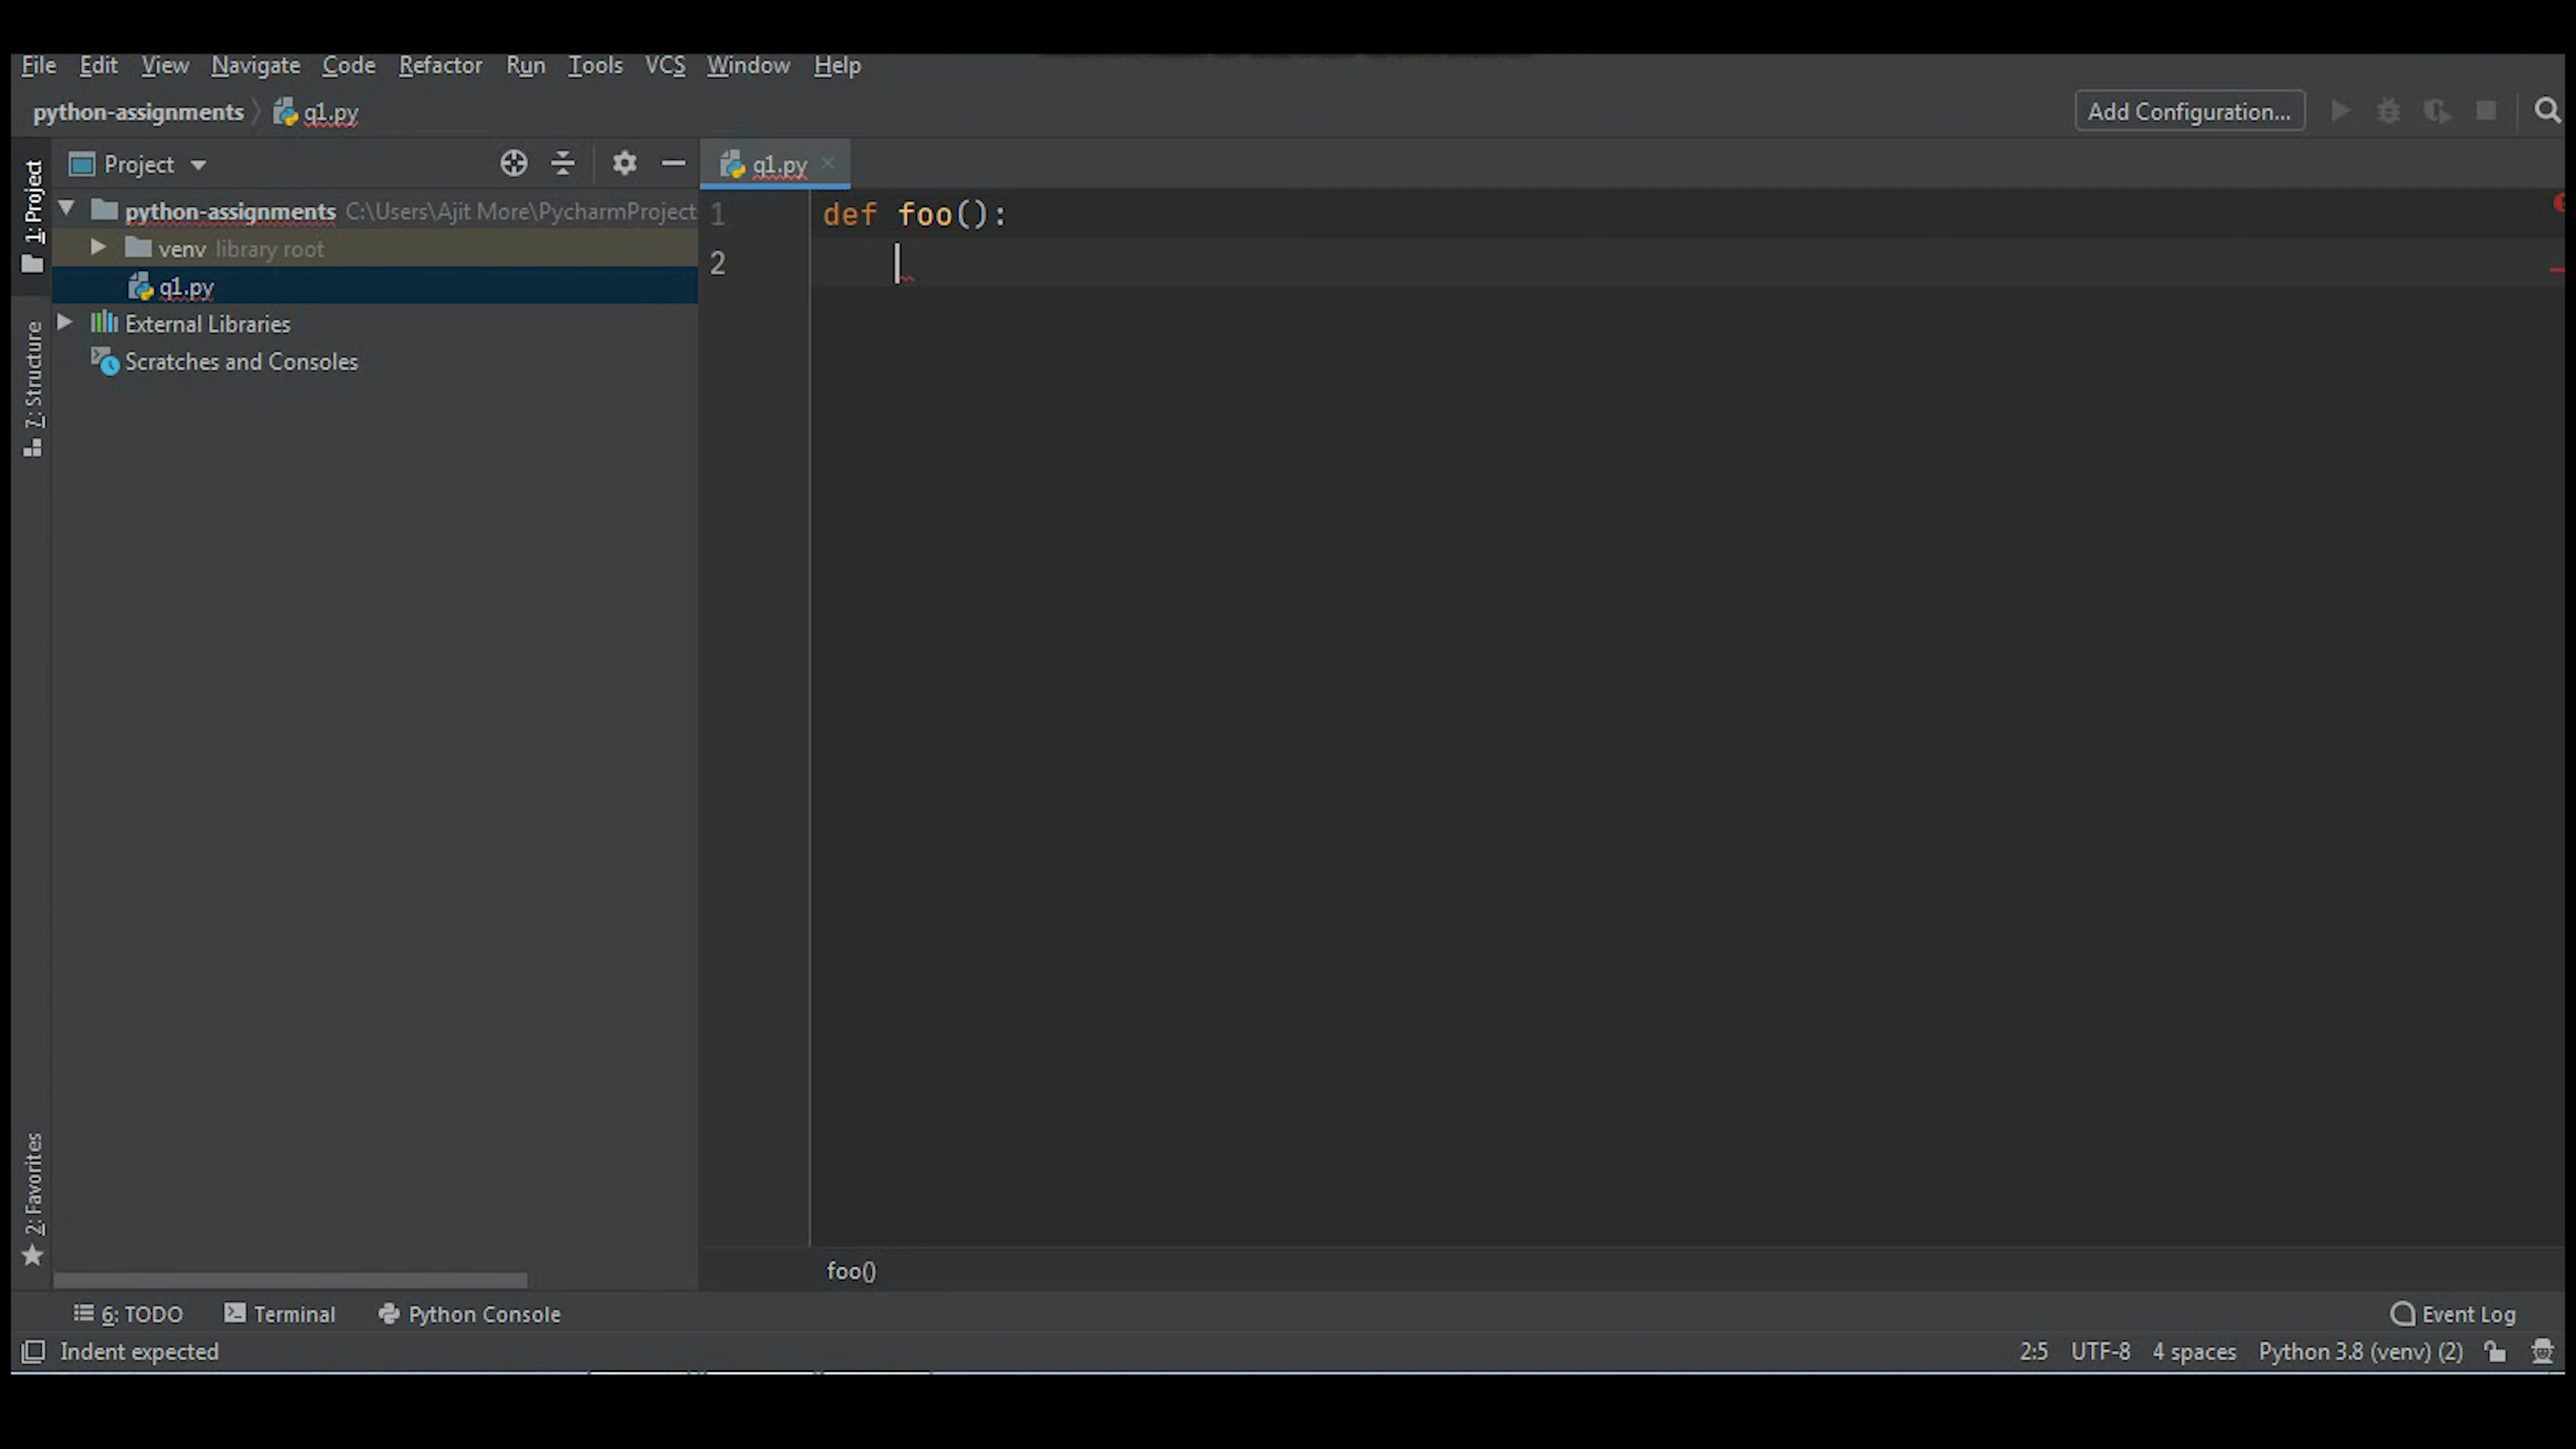 File Edit View Navigate Code Refactor Run Tools VCS Window Help
python-assignments q1.py Add Configuration...
1: Project
Project
q1.py
python-assignments C:\Users\Ajit More\PycharmProject
venv library root
q1.py
External Libraries
Scratches and Consoles
7: Structure
2: Favorites
1 def foo():
2
foo()
6: TODO Terminal Python Console Event Log
Indent expected 2:5 UTF-8 4 spaces Python 3.8 (venv) (2)